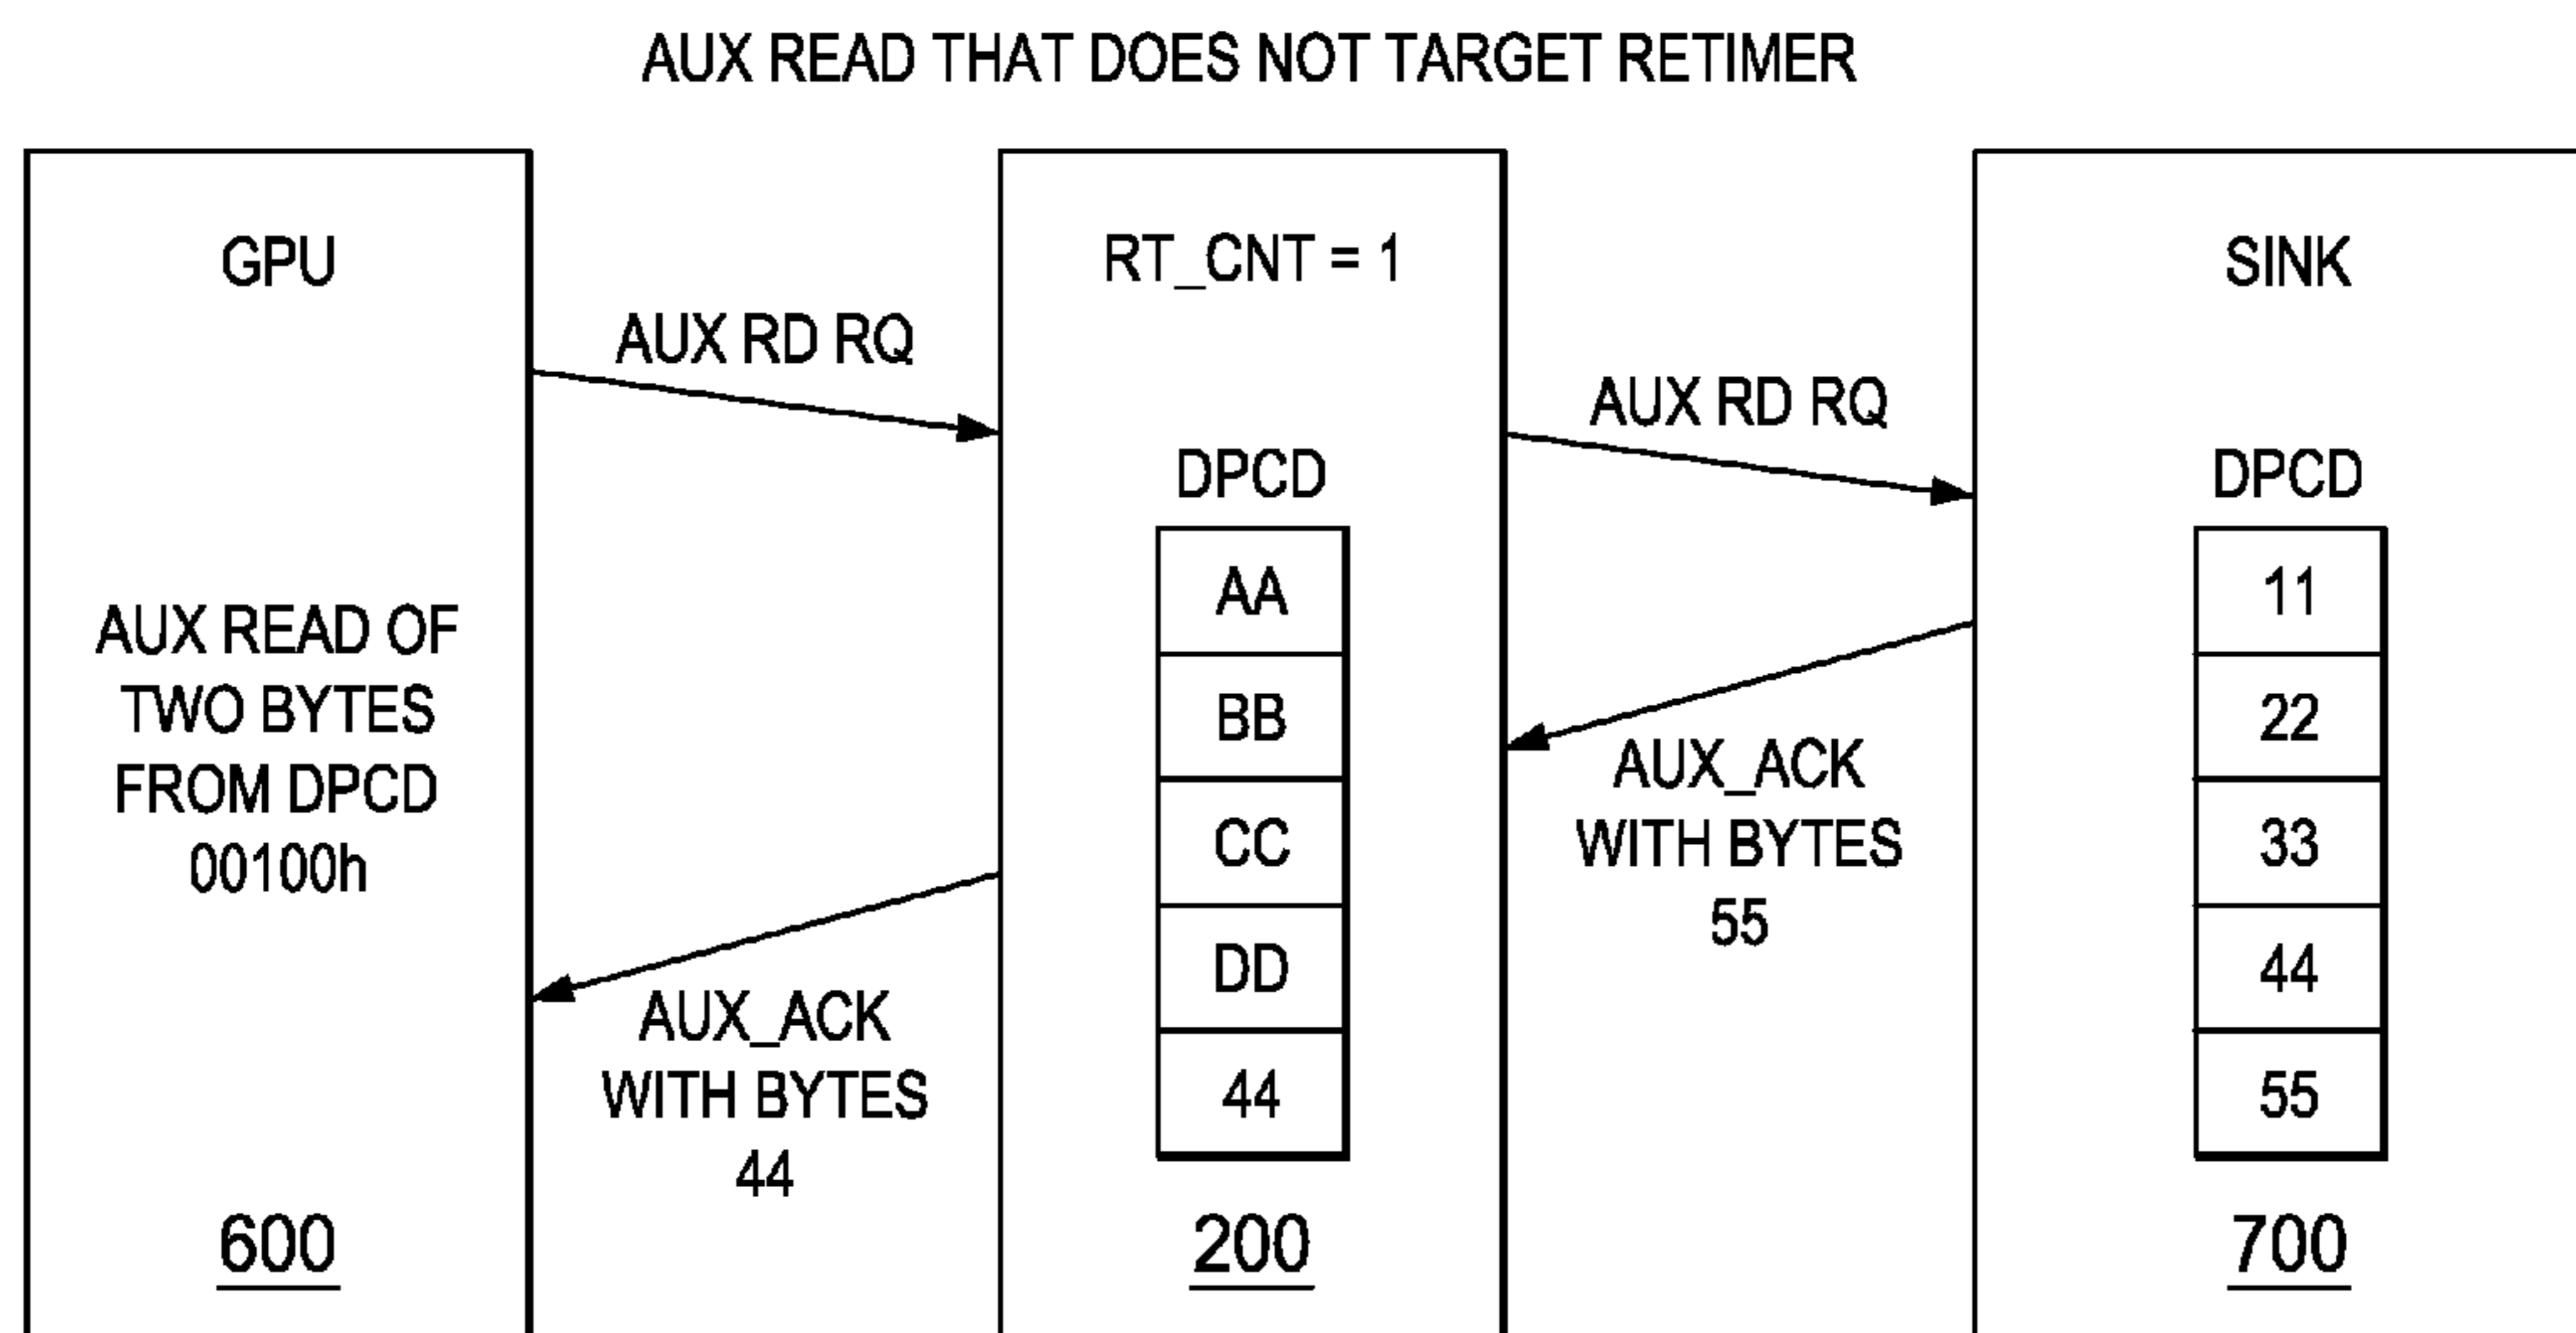 AUX READ THAT DOES NOT TARGET RETIMER
GPU
AUX READ OF
TWO BYTES
FROM DPCD
00100h
600
AUX RD RQ
AUX_ACK
WITH BYTES
44
RT_CNT = 1
DPCD
AA
BB
CC
DD
44
200
AUX RD RQ
AUX_ACK
WITH BYTES
55
SINK
DPCD
11
22
33
44
55
700